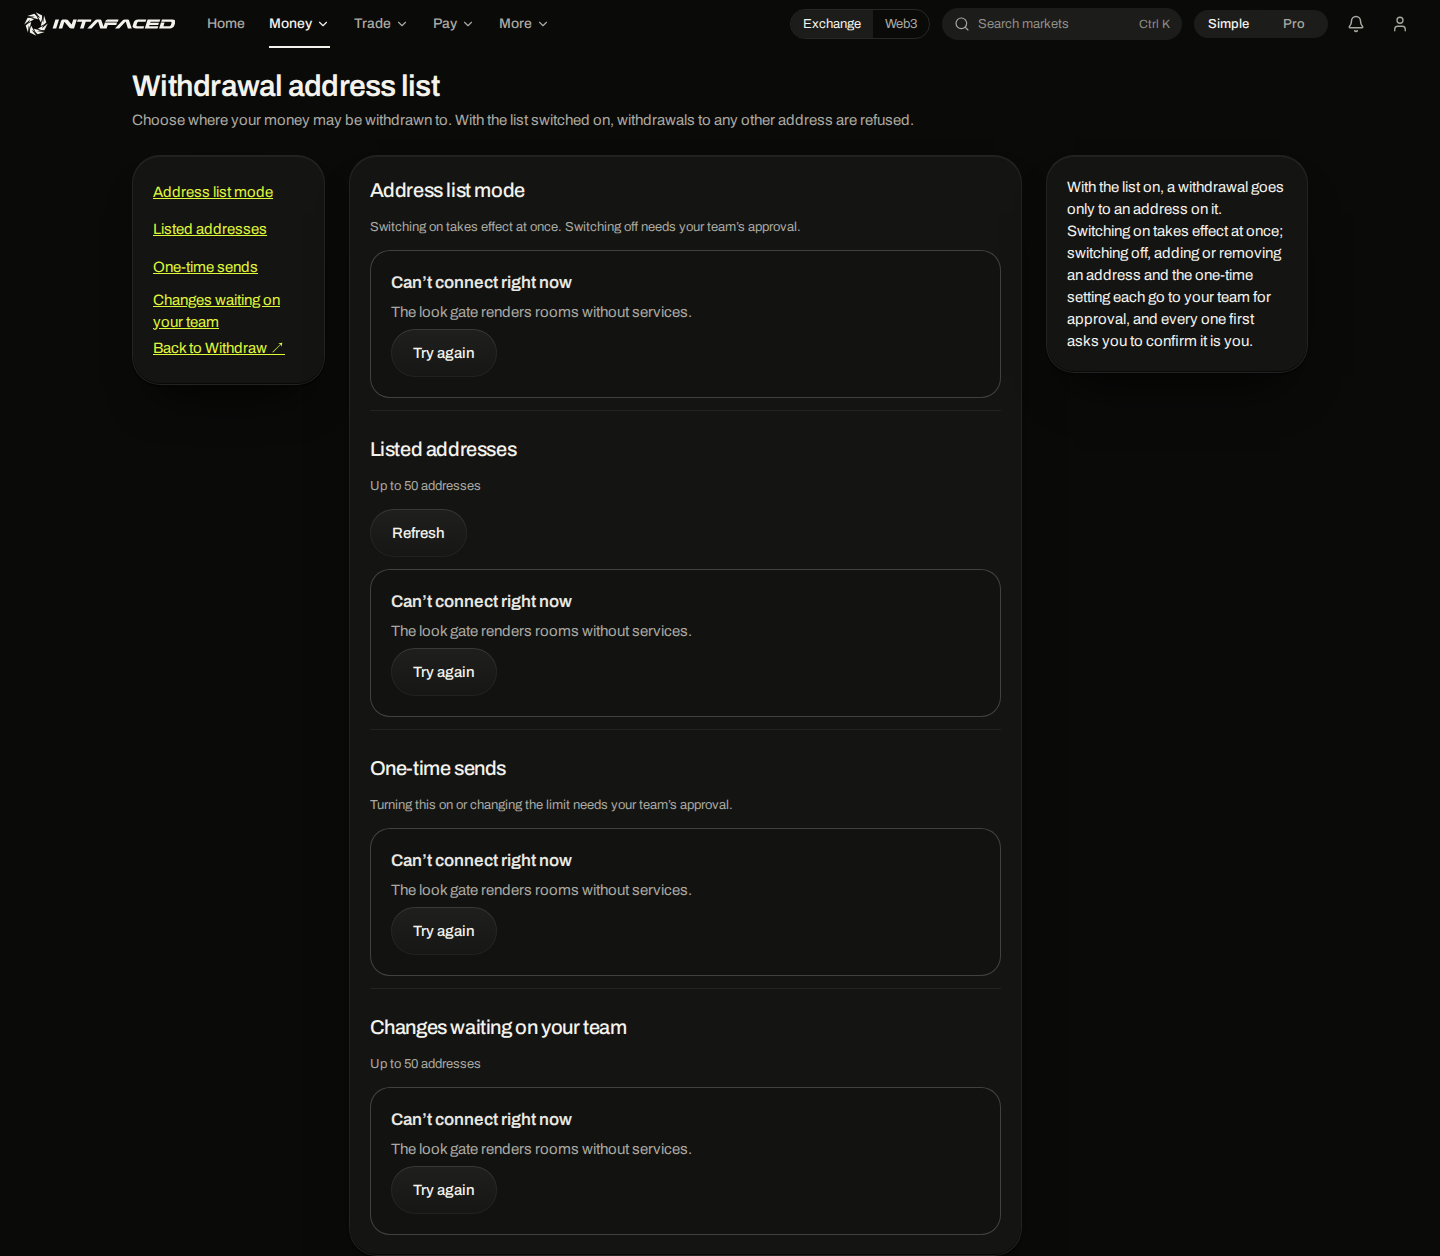 INTAFACED
Home
Money
Trade
Pay
More
Exchange
Web3
Search markets
Ctrl K
Simple
Pro
Withdrawal address list
Choose where your money may be withdrawn to. With the list switched on, withdrawals to any other address are refused.
Address list mode
Listed addresses
One-time sends
Changes waiting on
your team
Back to Withdraw ↗
Address list mode
Switching on takes effect at once. Switching off needs your team’s approval.
Can’t connect right now
The look gate renders rooms without services.
Try again
Listed addresses
Up to 50 addresses
Refresh
Can’t connect right now
The look gate renders rooms without services.
Try again
One-time sends
Turning this on or changing the limit needs your team’s approval.
Can’t connect right now
The look gate renders rooms without services.
Try again
Changes waiting on your team
Up to 50 addresses
Can’t connect right now
The look gate renders rooms without services.
Try again
With the list on, a withdrawal goes
only to an address on it.
Switching on takes effect at once;
switching off, adding or removing
an address and the one-time
setting each go to your team for
approval, and every one first
asks you to confirm it is you.